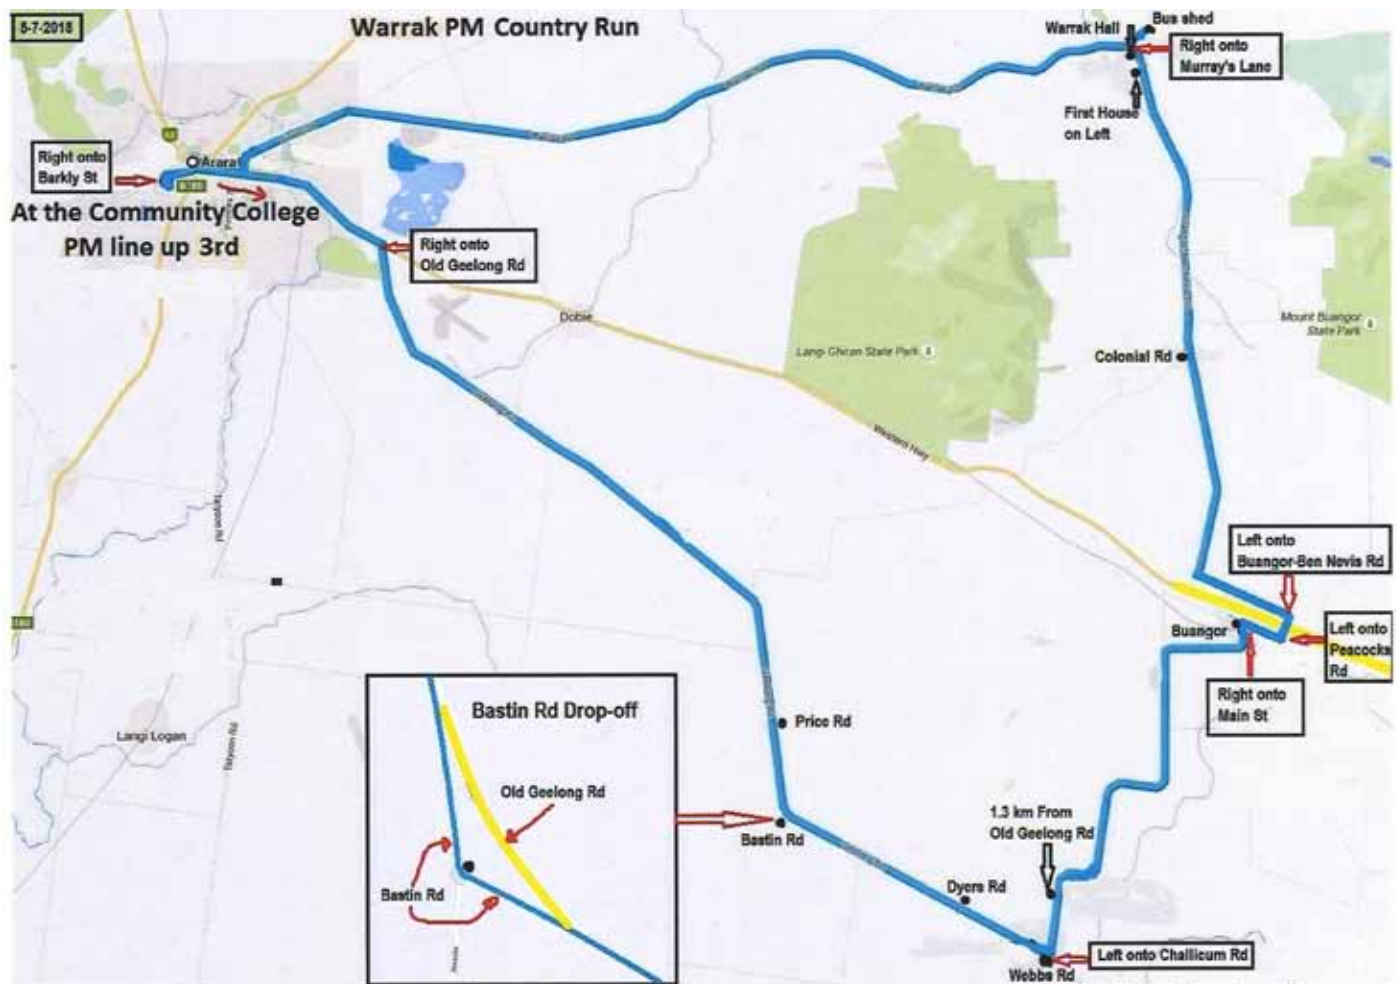 5-7-2018
Warrak PM Country Run
Bus shed
Warrak Hall
Right onto
Murray's Lane
First House
on Left
Right onto
Barkly St
Ararat
At the Community College
PM line up 3rd
Right onto
Old Geelong Rd
Dobie
Langi Ghiran State Park
Mount Buangor
State Park
Colonial Rd
Western Hwy
Tatyoon Rd
Left onto
Buangor-Ben Nevis Rd
Buangor
Left onto
Peacocks
Rd
Right onto
Main St
Bastin Rd Drop-off
Price Rd
Langi Logan
Tatyoon Rd
Old Geelong Rd
1.3 km From
Old Geelong Rd
Bastin Rd
Bastin Rd
Dyers Rd
Left onto Challicum Rd
Webbs Rd